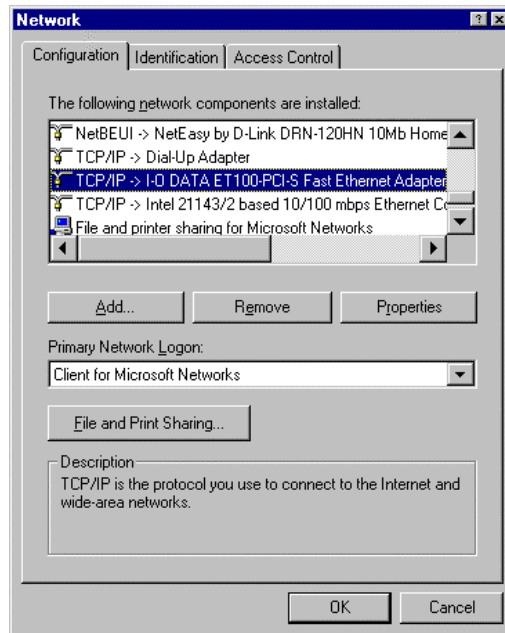 Network
Configuration Identification Access Control
The following network components are installed:
NetBEUI -> NetEasy by D-Link DRN-120HN 10Mb Home
TCP/IP -> Dial-Up Adapter
TCP/IP -> I-O DATA ET100-PCI-S Fast Ethernet Adapter
TCP/IP -> Intel 21143/2 based 10/100 mbps Ethernet Co
File and printer sharing for Microsoft Networks
Add... Remove Properties
Primary Network Logon:
Client for Microsoft Networks
File and Print Sharing...
Description
TCP/IP is the protocol you use to connect to the Internet and
wide-area networks.
OK Cancel